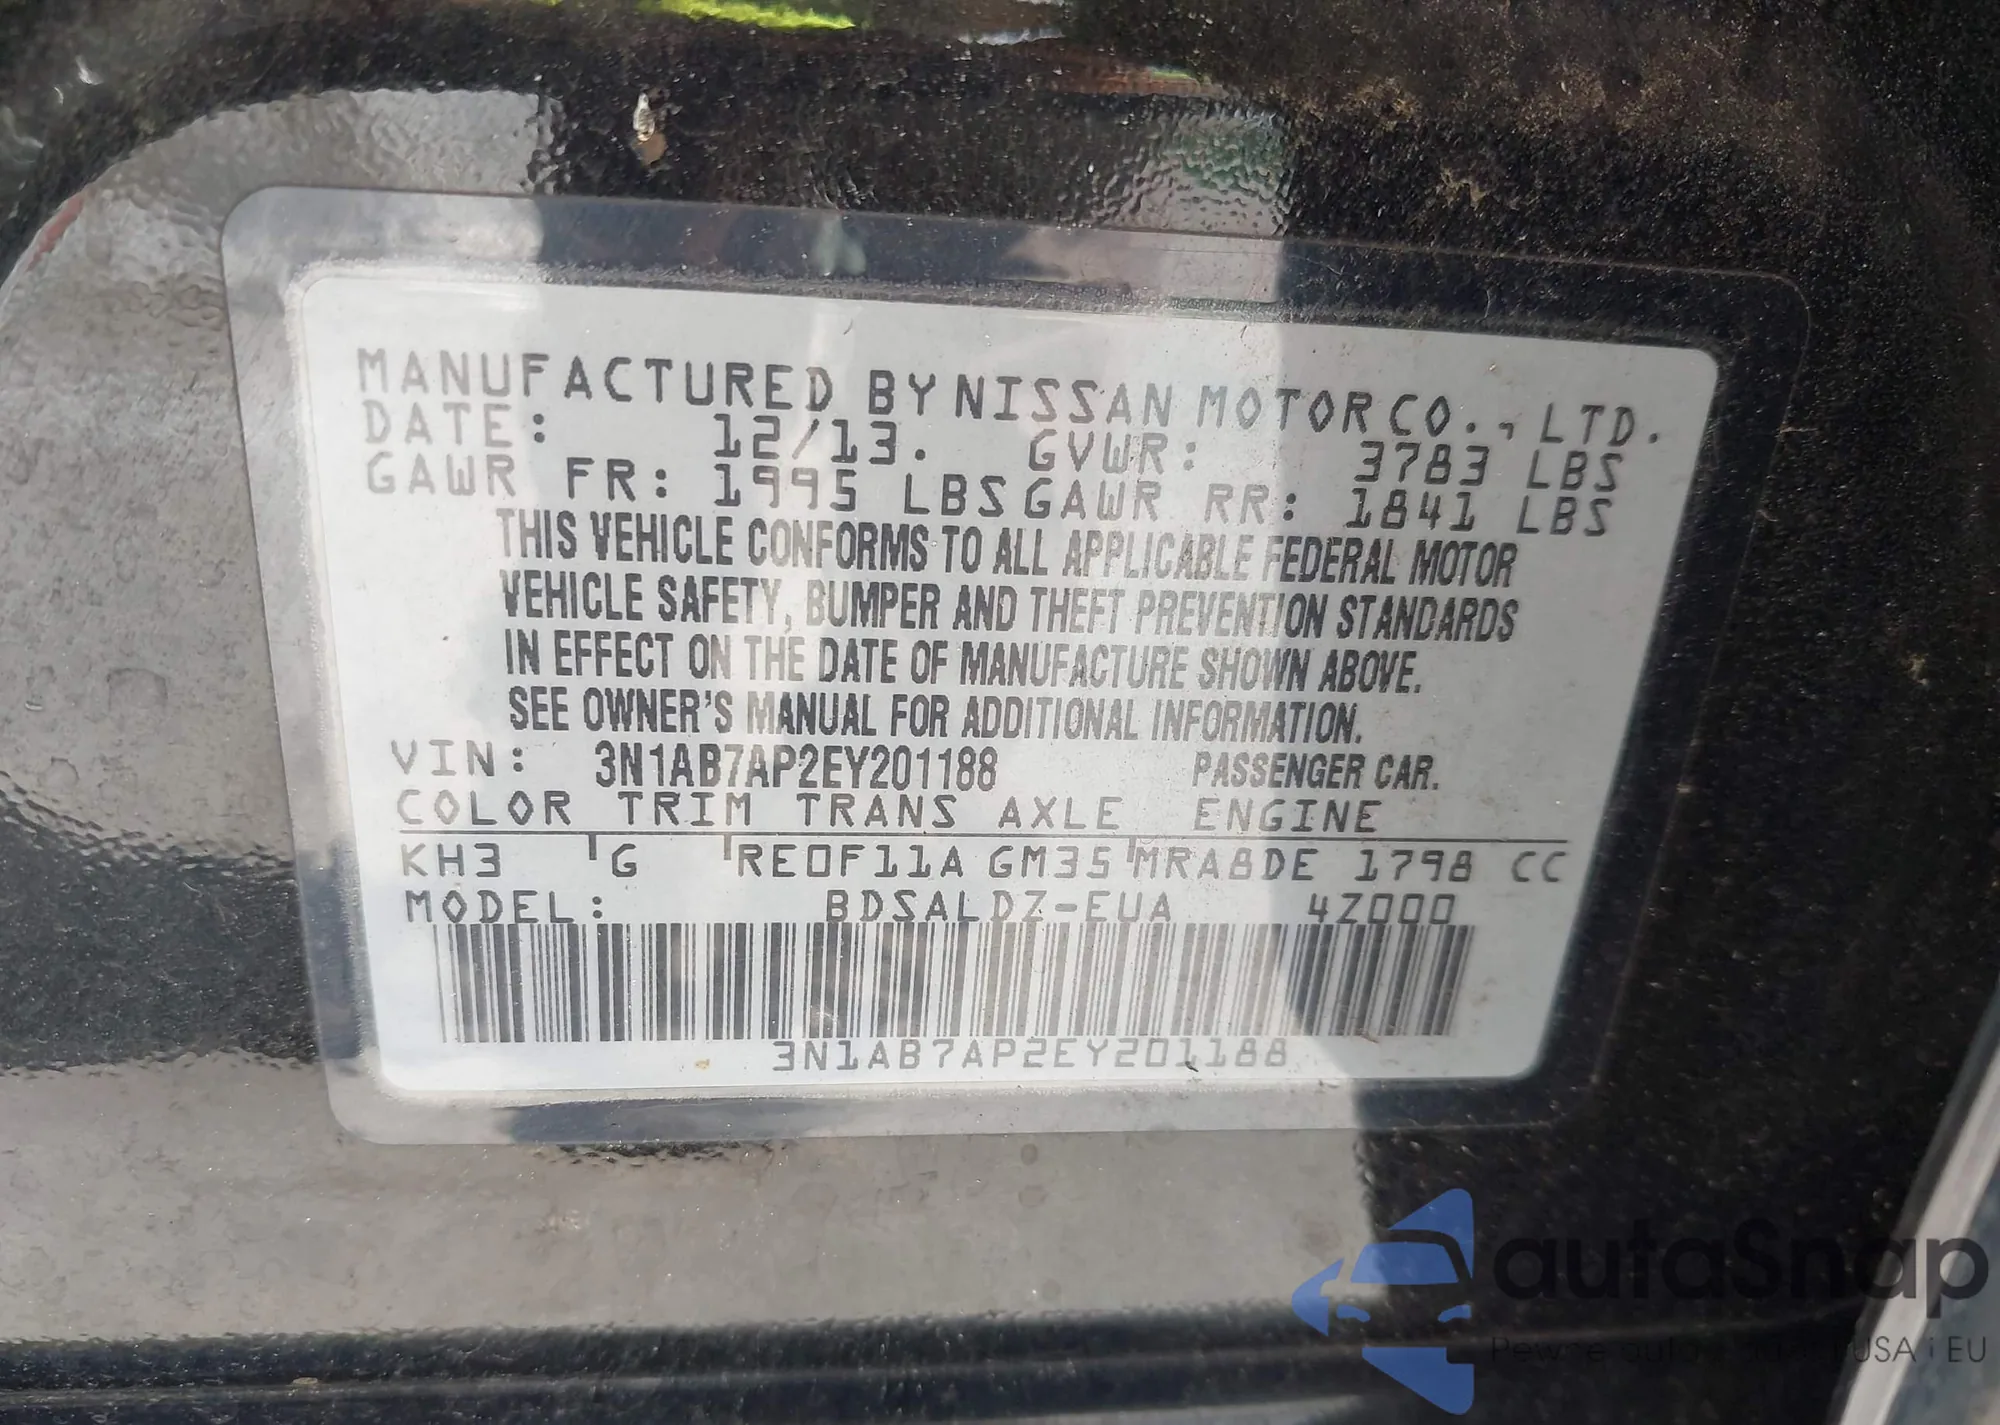 MANUFACTURED BY NISSAN MOTOR CO., LTD.
DATE: 12/13. GVWR: 3783 LBS
GAWR FR: 1995 LBS GAWR RR: 1841 LBS
THIS VEHICLE CONFORMS TO ALL APPLICABLE FEDERAL MOTOR
VEHICLE SAFETY, BUMPER AND THEFT PREVENTION STANDARDS
IN EFFECT ON THE DATE OF MANUFACTURE SHOWN ABOVE.
SEE OWNER'S MANUAL FOR ADDITIONAL INFORMATION.
VIN: 3N1AB7AP2EY201188 PASSENGER CAR.
COLOR TRIM TRANS AXLE ENGINE
KH3 G RE0F11A GM35 MRA8DE 1798 CC
MODEL: BDSALDZ-EUA 4Z000
3N1AB7AP2EY201188
autaSnap
USA i EU